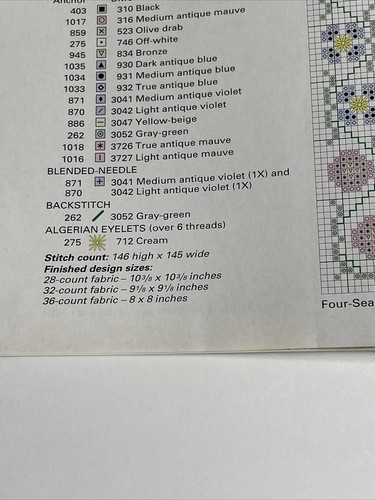 Anchor
403 310 Black
1017 316 Medium antique mauve
859 523 Olive drab
275 746 Off-white
945 834 Bronze
1035 930 Dark antique blue
1034 931 Medium antique blue
1033 932 True antique blue
871 3041 Medium antique violet
870 3042 Light antique violet
886 3047 Yellow-beige
262 3052 Gray-green
1018 3726 True antique mauve
1016 3727 Light antique mauve
BLENDED-NEEDLE
871 3041 Medium antique violet (1X) and
870 3042 Light antique violet (1X)
BACKSTITCH
262 3052 Gray-green
ALGERIAN EYELETS (over 6 threads)
275 712 Cream
Stitch count: 146 high x 145 wide
Finished design sizes:
28-count fabric – 10³/₈ x 10³/₈ inches
32-count fabric – 9¹/₈ x 9¹/₈ inches
36-count fabric – 8 x 8 inches
Four-Sea